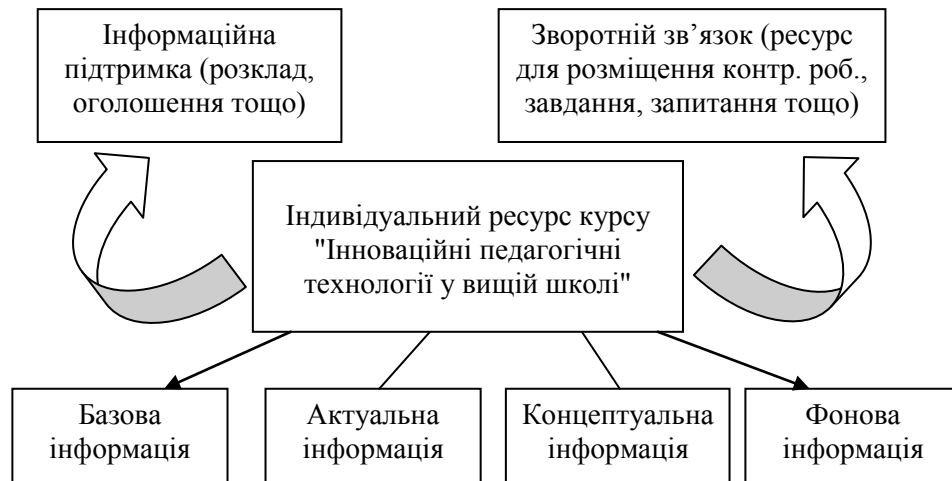 Інформаційна
підтримка (розклад,
оголошення тощо)
Зворотній зв’язок (ресурс
для розміщення контр. роб.,
завдання, запитання тощо)
Індивідуальний ресурс курсу
"Інноваційні педагогічні
технології у вищій школі"
Базова
інформація
Актуальна
інформація
Концептуальна
інформація
Фонова
інформація